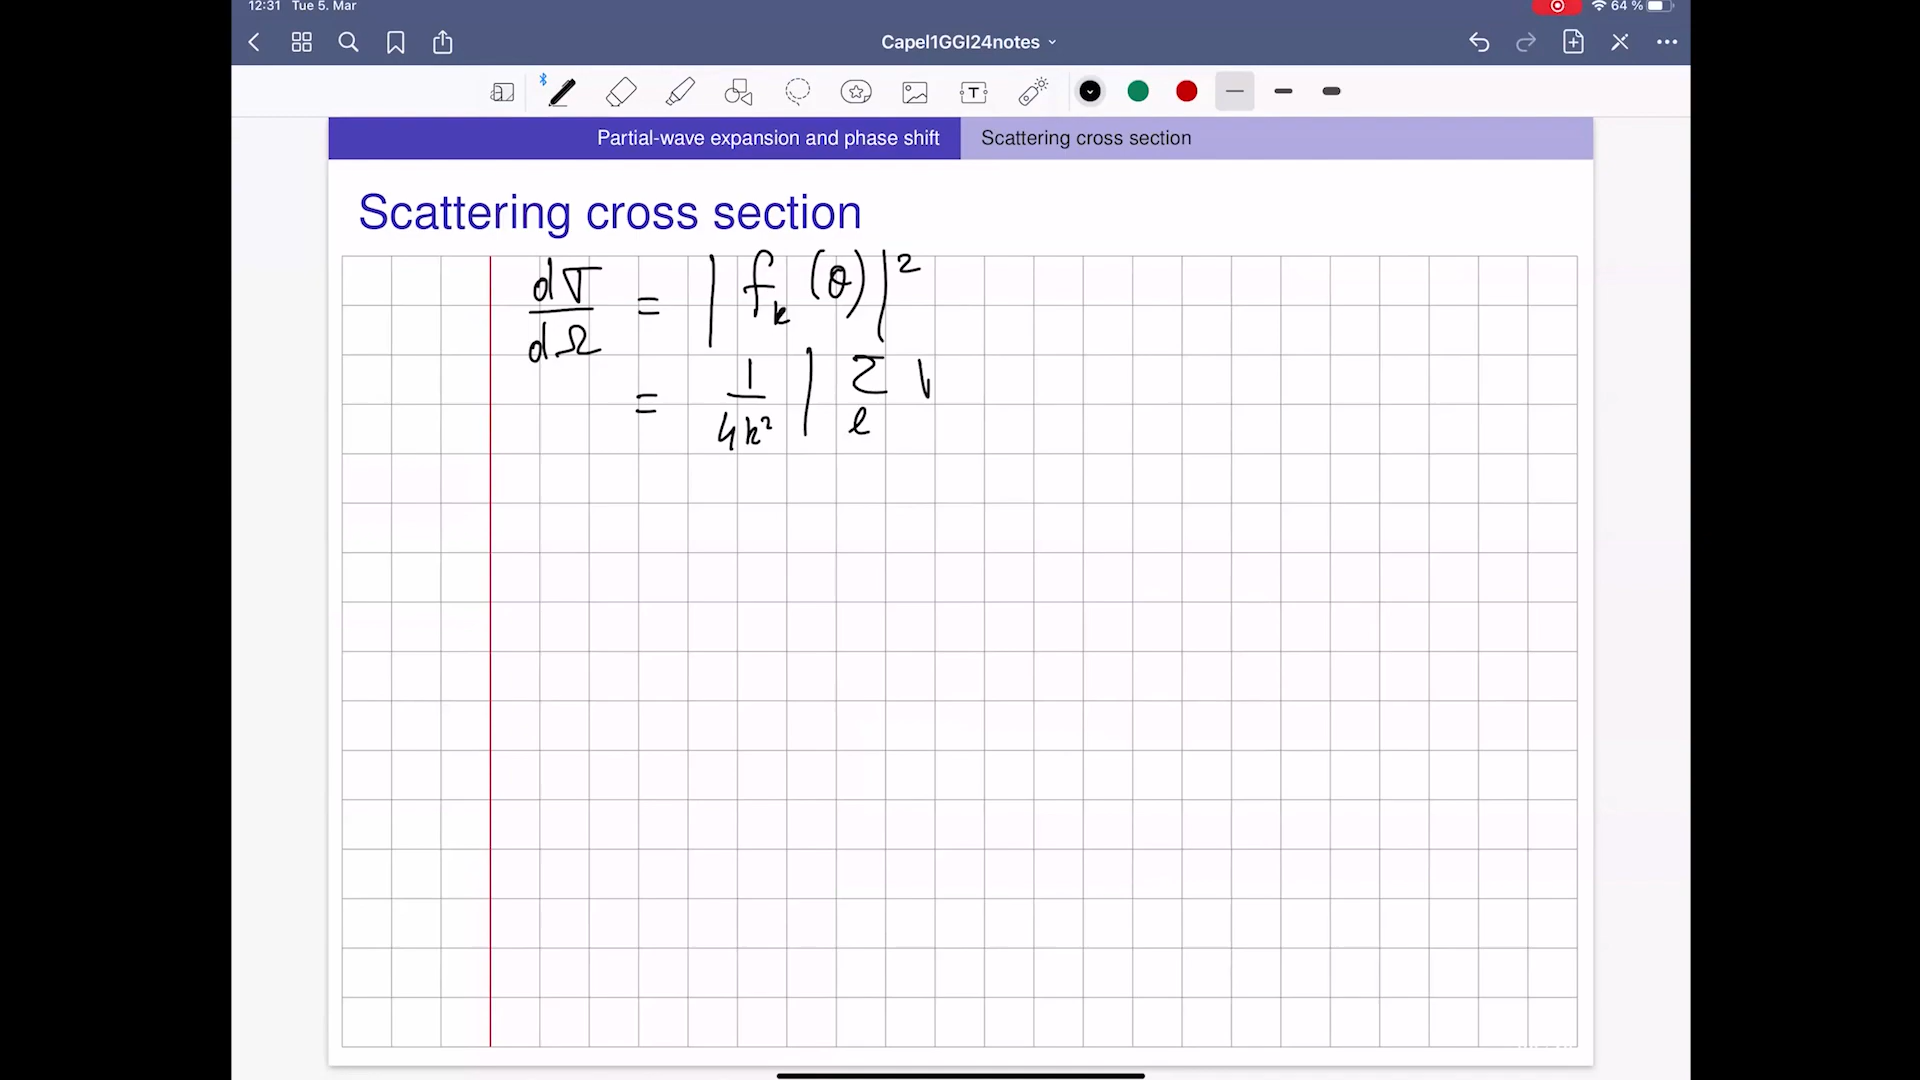 12:31 Tue 5. Mar
64 %
Capel1GGI24notes
T
Partial-wave expansion and phase shift Scattering cross section
Scattering cross section
dσ/dΩ = | f_k (θ)|²
= 1/4k² | Σ_ℓ